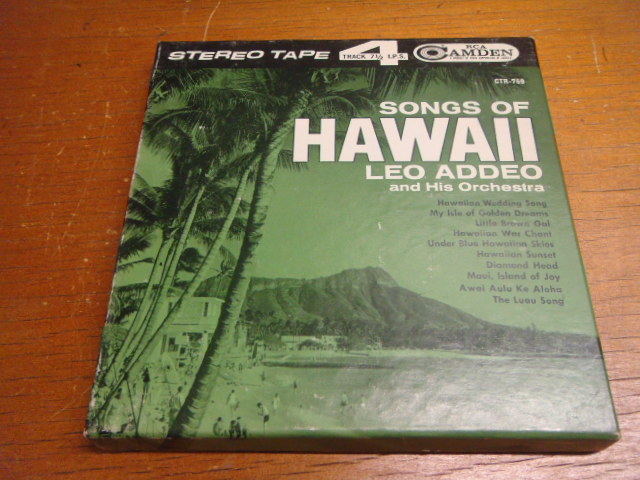 STEREO TAPE 4 TRACK 7½ I.P.S.
RCA
CAMDEN
CTR-759
SONGS OF
HAWAII
LEO ADDEO
and His Orchestra
Hawaiian Wedding Song
My Isle of Golden Dreams
Little Brown Gal
Hawaiian War Chant
Under Blue Hawaiian Skies
Hawaiian Sunset
Diamond Head
Maui, Island of Joy
Awoi Aulu Ke Aloha
The Luau Song